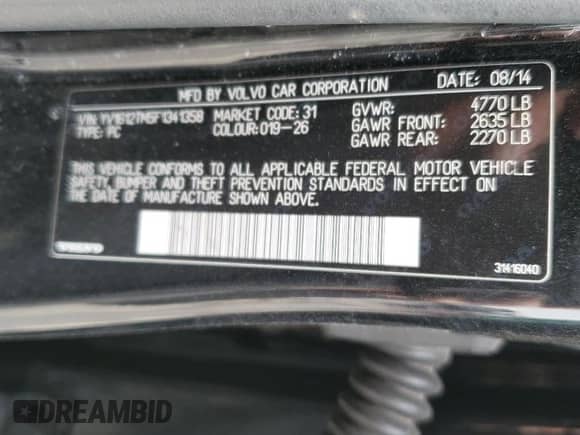 MFD BY VOLVO CAR CORPORATION DATE: 08/14
VIN: YV1612TM5F1341358 MARKET CODE: 31 GVWR: 4770 LB
TYPE: PC COLOUR: 019-26 GAWR FRONT: 2635 LB
GAWR REAR: 2270 LB
THIS VEHICLE CONFORMS TO ALL APPLICABLE FEDERAL MOTOR VEHICLE
SAFETY, BUMPER AND THEFT PREVENTION STANDARDS IN EFFECT ON
THE DATE OF MANUFACTURE SHOWN ABOVE.
VOLVO 31416040
DREAMBID